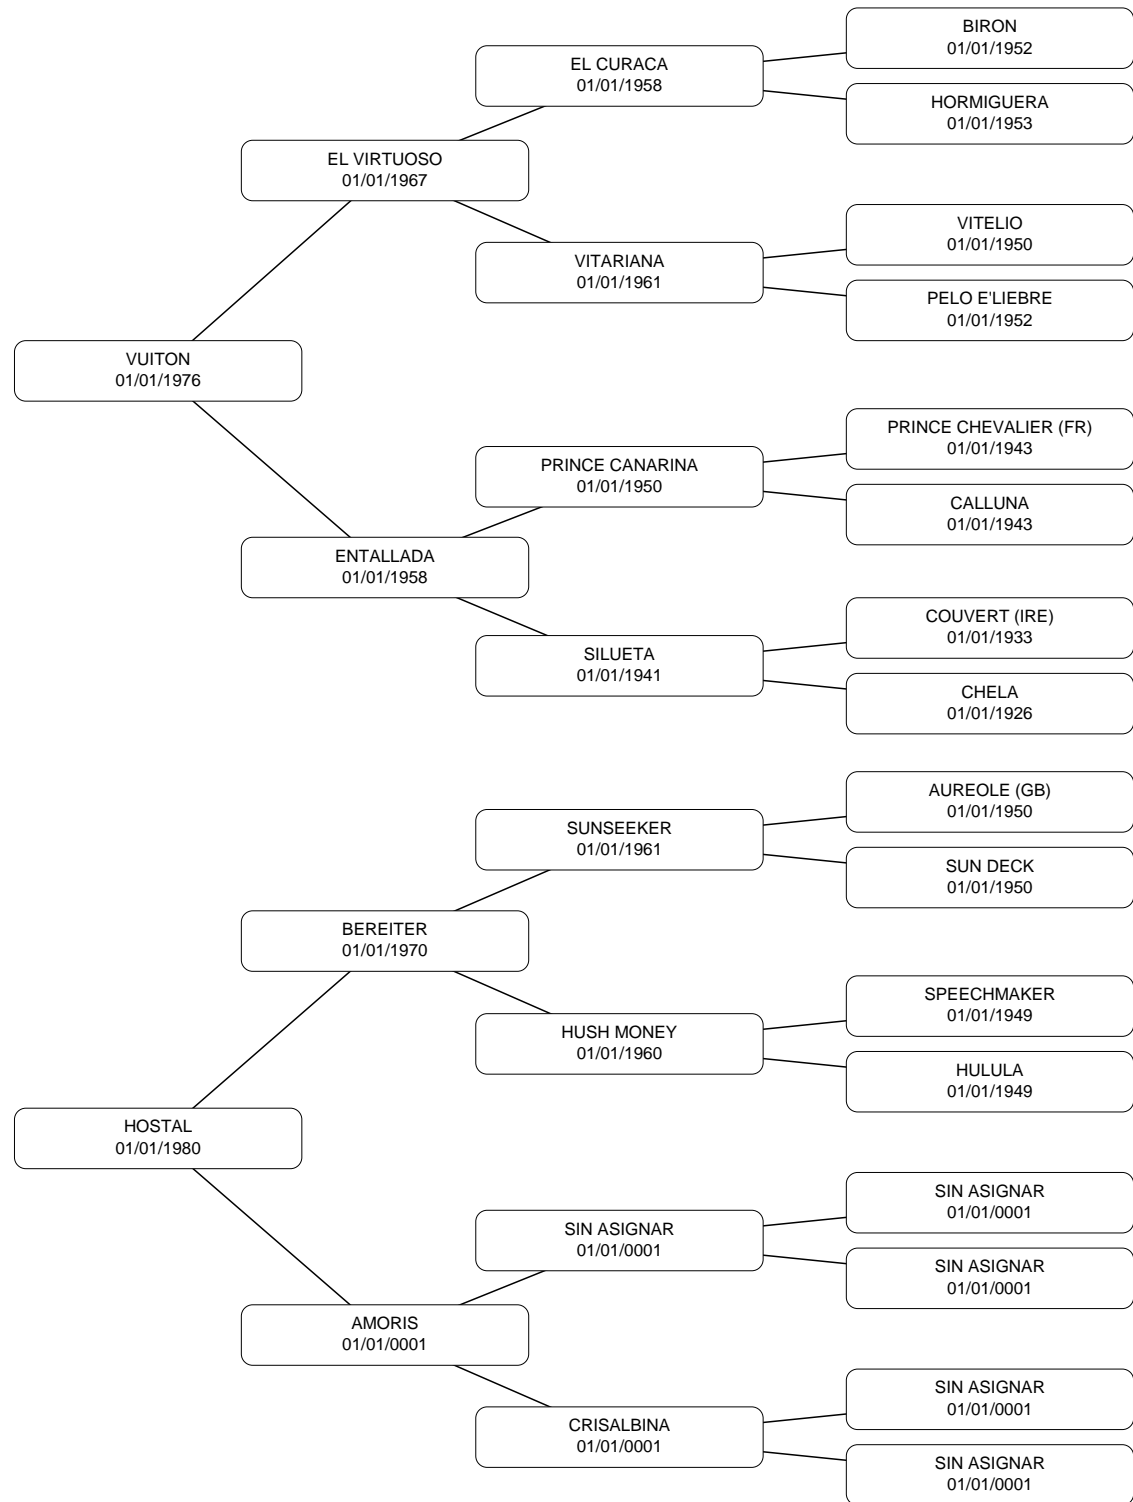 BIRON
01/01/1952
EL CURACA
01/01/1958
HORMIGUERA
01/01/1953
EL VIRTUOSO
01/01/1967
VITELIO
01/01/1950
VITARIANA
01/01/1961
PELO E'LIEBRE
01/01/1952
VUITON
01/01/1976
PRINCE CHEVALIER (FR)
01/01/1943
PRINCE CANARINA
01/01/1950
CALLUNA
01/01/1943
ENTALLADA
01/01/1958
COUVERT (IRE)
01/01/1933
SILUETA
01/01/1941
CHELA
01/01/1926
AUREOLE (GB)
01/01/1950
SUNSEEKER
01/01/1961
SUN DECK
01/01/1950
BEREITER
01/01/1970
SPEECHMAKER
01/01/1949
HUSH MONEY
01/01/1960
HULULA
01/01/1949
HOSTAL
01/01/1980
SIN ASIGNAR
01/01/0001
SIN ASIGNAR
01/01/0001
SIN ASIGNAR
01/01/0001
AMORIS
01/01/0001
SIN ASIGNAR
01/01/0001
CRISALBINA
01/01/0001
SIN ASIGNAR
01/01/0001